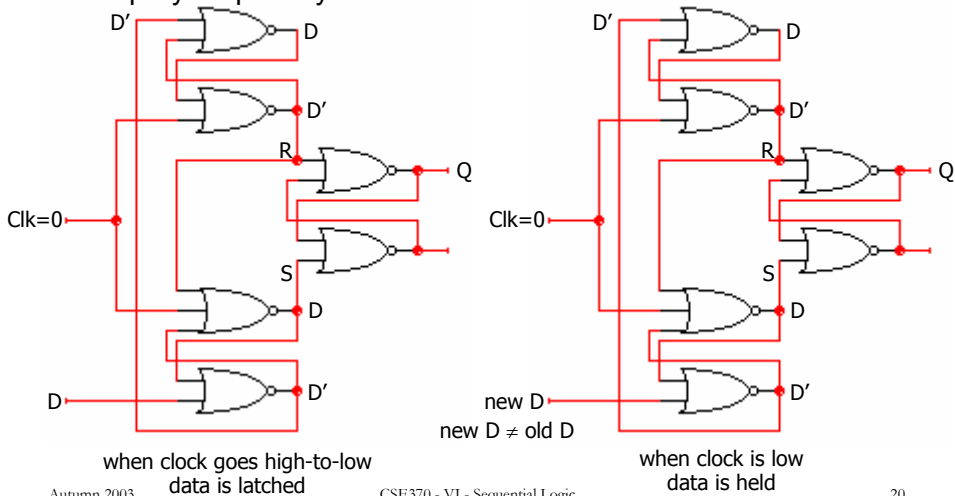 D′ D
D′
R
Q
Clk=0
S
D
D′
D
when clock goes high-to-low
data is latched
D′ D
D′
R
Q
Clk=0
S
D
D′
new D
new D ≠ old D
when clock is low
data is held
Autumn 2003 CSE370 - VI - Sequential Logic 20